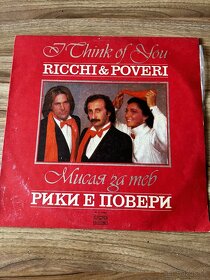 I Think of You
RICCHI & POVERI
Мисля за теб
РИКИ Е ПОВЕРИ